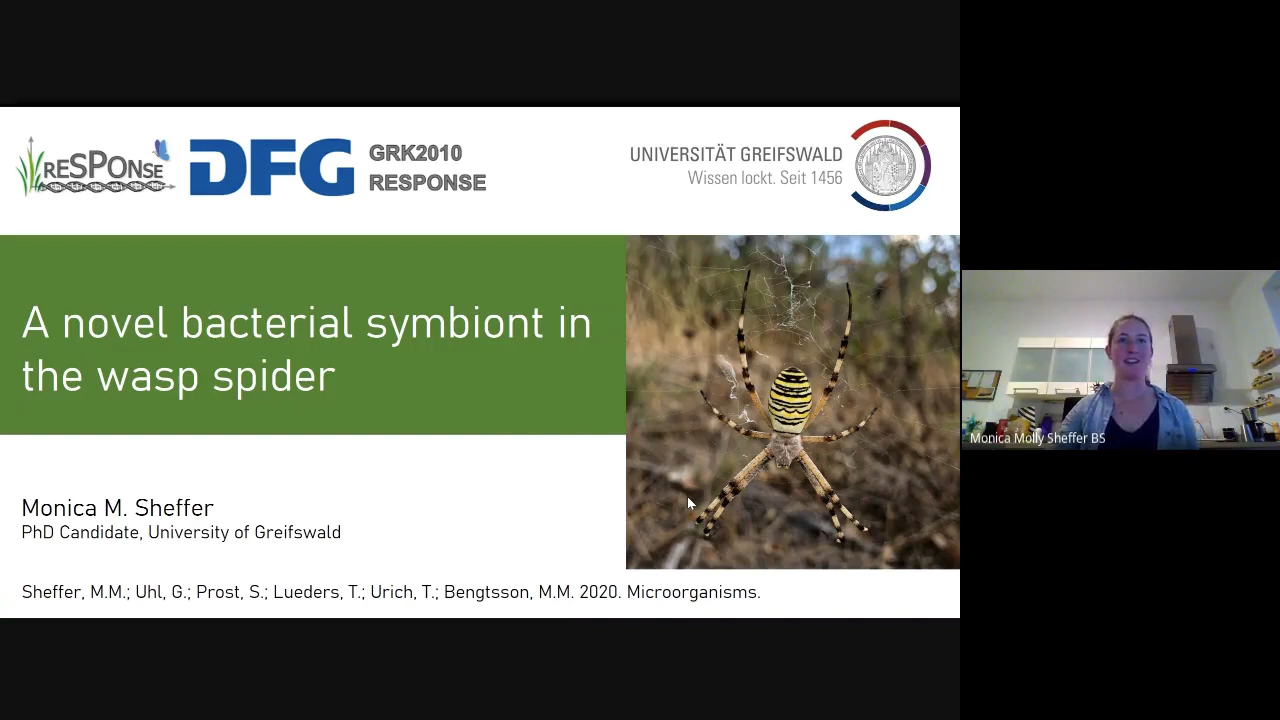 RESPONSE
DFG
GRK2010
RESPONSE
UNIVERSITÄT GREIFSWALD
Wissen lockt. Seit 1456
A novel bacterial symbiont in
the wasp spider
Monica M. Sheffer
PhD Candidate, University of Greifswald
Sheffer, M.M.; Uhl, G.; Prost, S.; Lueders, T.; Urich, T.; Bengtsson, M.M. 2020. Microorganisms.
Monica Molly Sheffer BS